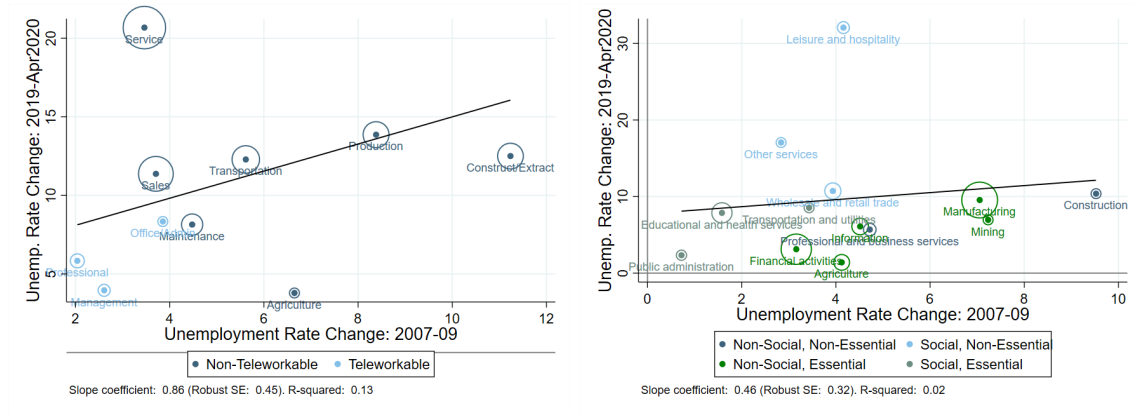 Unemp. Rate Change: 2019-Apr2020
20
15
10
5
Service
Production
Transportation
Construct/Extract
Sales
Office/Admin
Maintenance
Professional
Management
Agriculture
2
4
6
8
10
12
Unemployment Rate Change: 2007-09
Non-Teleworkable
Teleworkable
Slope coefficient: 0.86 (Robust SE: 0.45). R-squared: 0.13
Unemp. Rate Change: 2019-Apr2020
30
20
10
0
Leisure and hospitality
Other services
Wholesale and retail trade
Construction
Manufacturing
Transportation and utilities
Educational and health services
Mining
Information
Professional and business services
Financial activities
Public administration
Agriculture
0
2
4
6
8
10
Unemployment Rate Change: 2007-09
Non-Social, Non-Essential
Social, Non-Essential
Non-Social, Essential
Social, Essential
Slope coefficient: 0.46 (Robust SE: 0.32). R-squared: 0.02